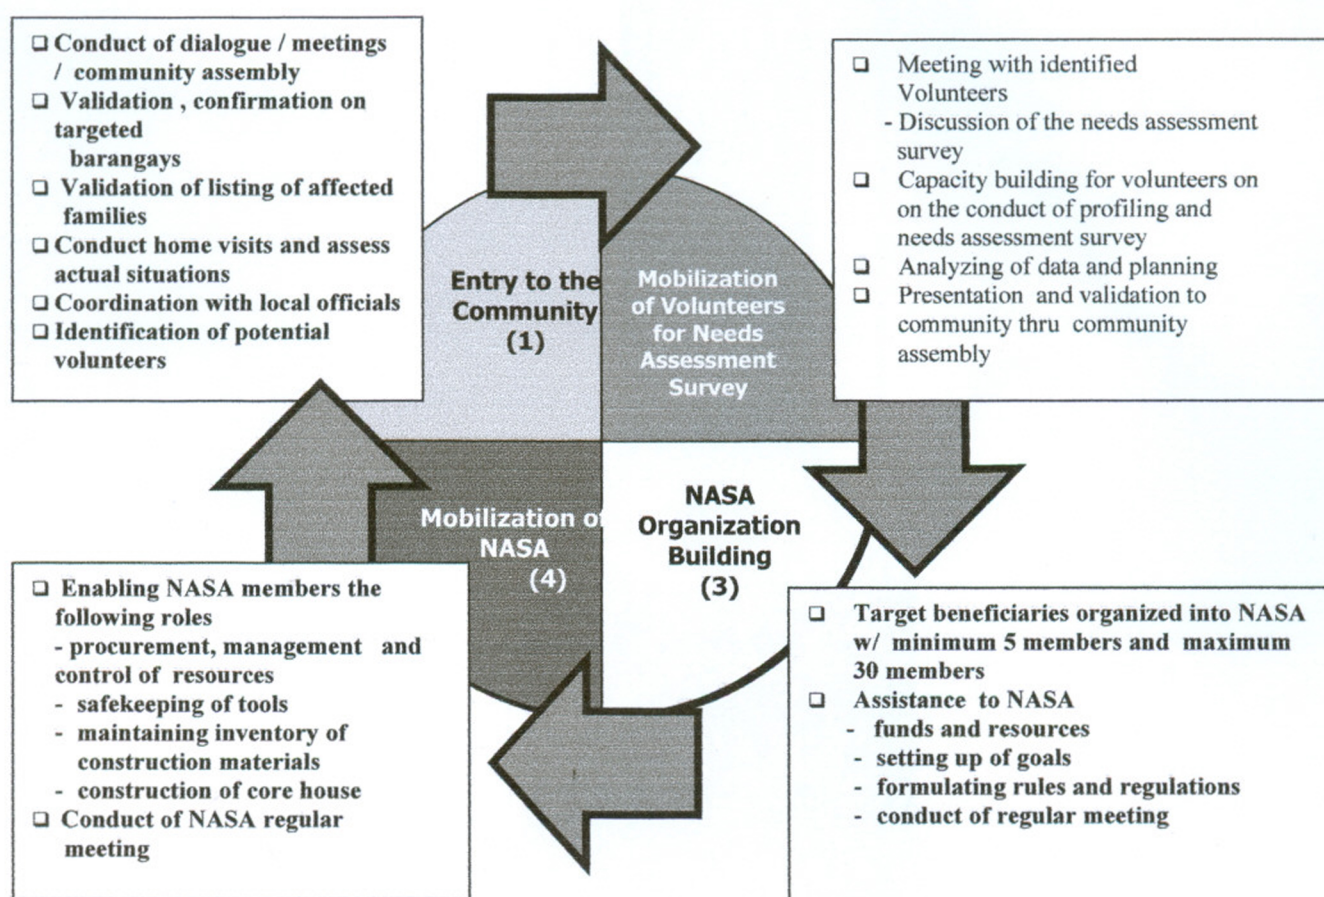 ❑ Conduct of dialogue / meetings
/ community assembly
❑ Validation , confirmation on
targeted
barangays
❑ Validation of listing of affected
families
❑ Conduct home visits and assess
actual situations
❑ Coordination with local officials
❑ Identification of potential
volunteers
❑ Meeting with identified
Volunteers
- Discussion of the needs assessment
survey
❑ Capacity building for volunteers on
on the conduct of profiling and
needs assessment survey
❑ Analyzing of data and planning
❑ Presentation and validation to
community thru community
assembly
Entry to the
Community
(1)
Mobilization
of Volunteers
for Needs
Assessment
Survey
NASA
Organization
Building
(3)
Mobilization of
NASA
(4)
❑ Enabling NASA members the
following roles
- procurement, management and
control of resources
- safekeeping of tools
- maintaining inventory of
construction materials
- construction of core house
❑ Conduct of NASA regular
meeting
❑ Target beneficiaries organized into NASA
w/ minimum 5 members and maximum
30 members
❑ Assistance to NASA
- funds and resources
- setting up of goals
- formulating rules and regulations
- conduct of regular meeting